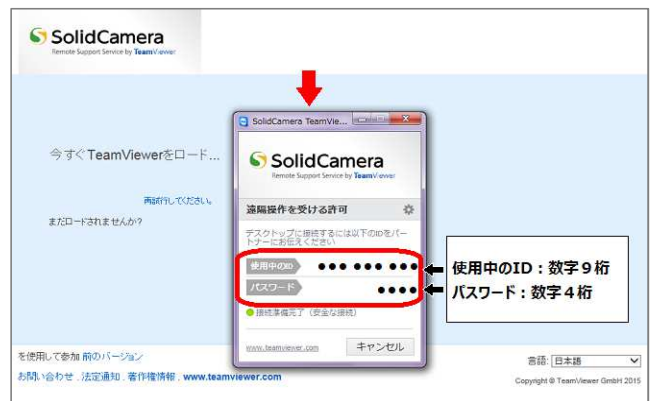 SolidCamera
Remote Support Service by TeamViewer
SolidCamera TeamVie...
今すぐTeamViewerをロード...
再試行してください。
まだロードされませんか?
SolidCamera
Remote Support Service by TeamViewer
遠隔操作を受ける許可
デスクトップに接続するには以下のIDをパー
トナーにお伝えください
使用中のID ●●● ●●● ●●●
パスワード ●●●●
使用中のID:数字9桁
パスワード:数字4桁
接続準備完了(安全な接続)
www.teamviewer.com
キャンセル
を使用して参加 前のバージョン
言語: 日本語
お問い合わせ . 法定通知 . 著作権情報 . www.teamviewer.com
Copyright © TeamViewer GmbH 2015